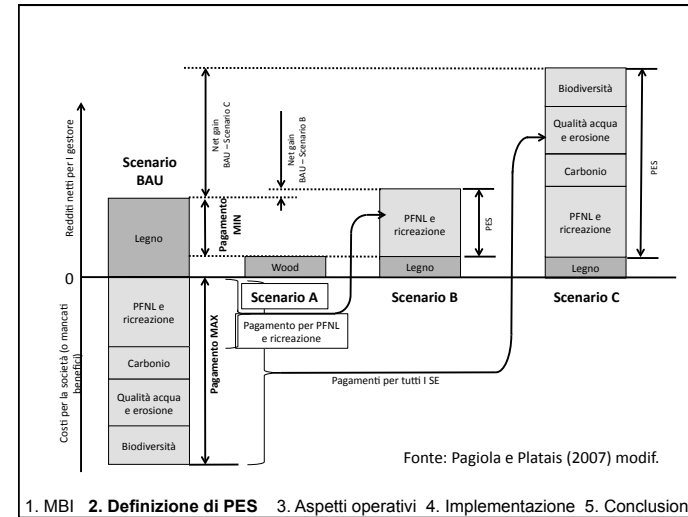 Redditi netti per I gestore
Costi per la società (o mancati
benefici)
0
Scenario
BAU
Legno
PFNL e
ricreazione
Carbonio
Qualità acqua
e erosione
Biodiversità
Net gain
BAU – Scenario C
Net gain
BAU – Scenario B
Pagamento
MIN
Pagamento MAX
Wood
Scenario A
Pagamento per PFNL
e ricreazione
PFNL e
ricreazione
Legno
PES
Scenario B
Pagamenti per tutti I SE
Biodiversità
Qualità acqua
e erosione
Carbonio
PFNL e
ricreazione
Legno
PES
Scenario C
Fonte: Pagiola e Platais (2007) modif.
1. MBI 2. Definizione di PES 3. Aspetti operativi 4. Implementazione 5. Conclusion